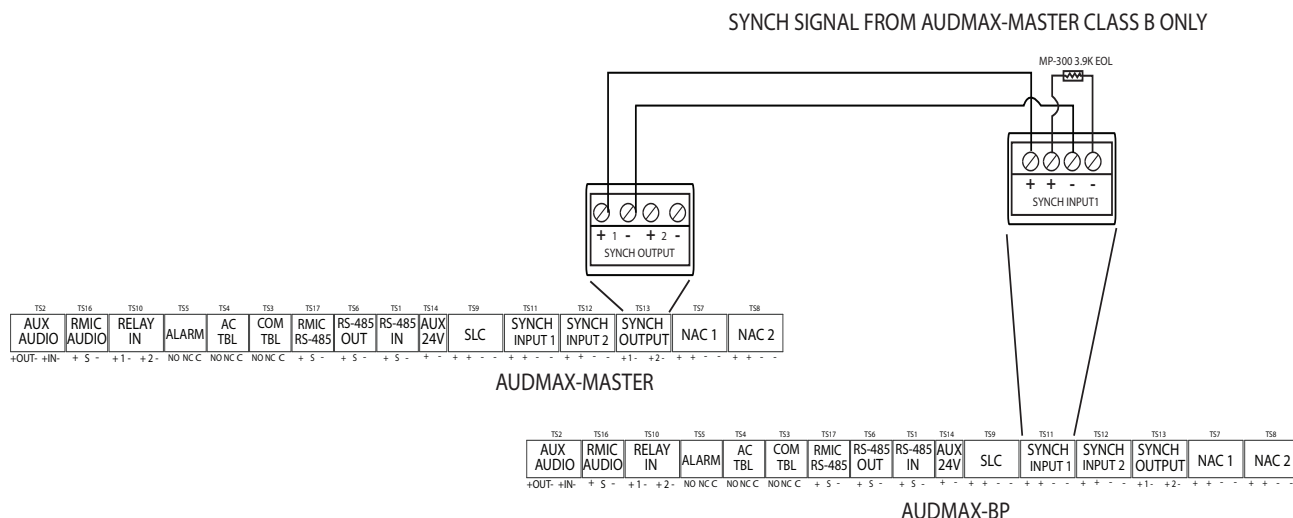 SYNCH SIGNAL FROM AUDMAX-MASTER CLASS B ONLY
MP-300 3.9K EOL
+ + - -
SYNCH INPUT1
+ 1 - + 2 -
SYNCH OUTPUT
TS2 TS16 TS10 TS5 TS4 TS3 TS17 TS6 TS1 TS14 TS9 TS11 TS12 TS13 TS7 TS8
AUX AUDIO RMIC AUDIO RELAY IN ALARM AC TBL COM TBL RMIC RS-485 RS-485 OUT RS-485 IN AUX 24V SLC SYNCH INPUT 1 SYNCH INPUT 2 SYNCH OUTPUT NAC 1 NAC 2
+OUT- +IN- + S - +1- +2- NO NC C NO NC C NO NC C + S - + S - + S - + - + + - - + + - - + + - - +1- +2- + + - - + + - -
AUDMAX-MASTER
TS2 TS16 TS10 TS5 TS4 TS3 TS17 TS6 TS1 TS14 TS9 TS11 TS12 TS13 TS7 TS8
AUX AUDIO RMIC AUDIO RELAY IN ALARM AC TBL COM TBL RMIC RS-485 RS-485 OUT RS-485 IN AUX 24V SLC SYNCH INPUT 1 SYNCH INPUT 2 SYNCH OUTPUT NAC 1 NAC 2
+OUT- +IN- + S - +1- +2- NO NC C NO NC C NO NC C + S - + S - + S - + - + + - - + + - - + + - - +1- +2- + + - - + + - -
AUDMAX-BP